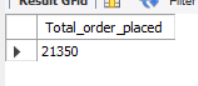 Result Grid Filter
Total_order_placed
21350